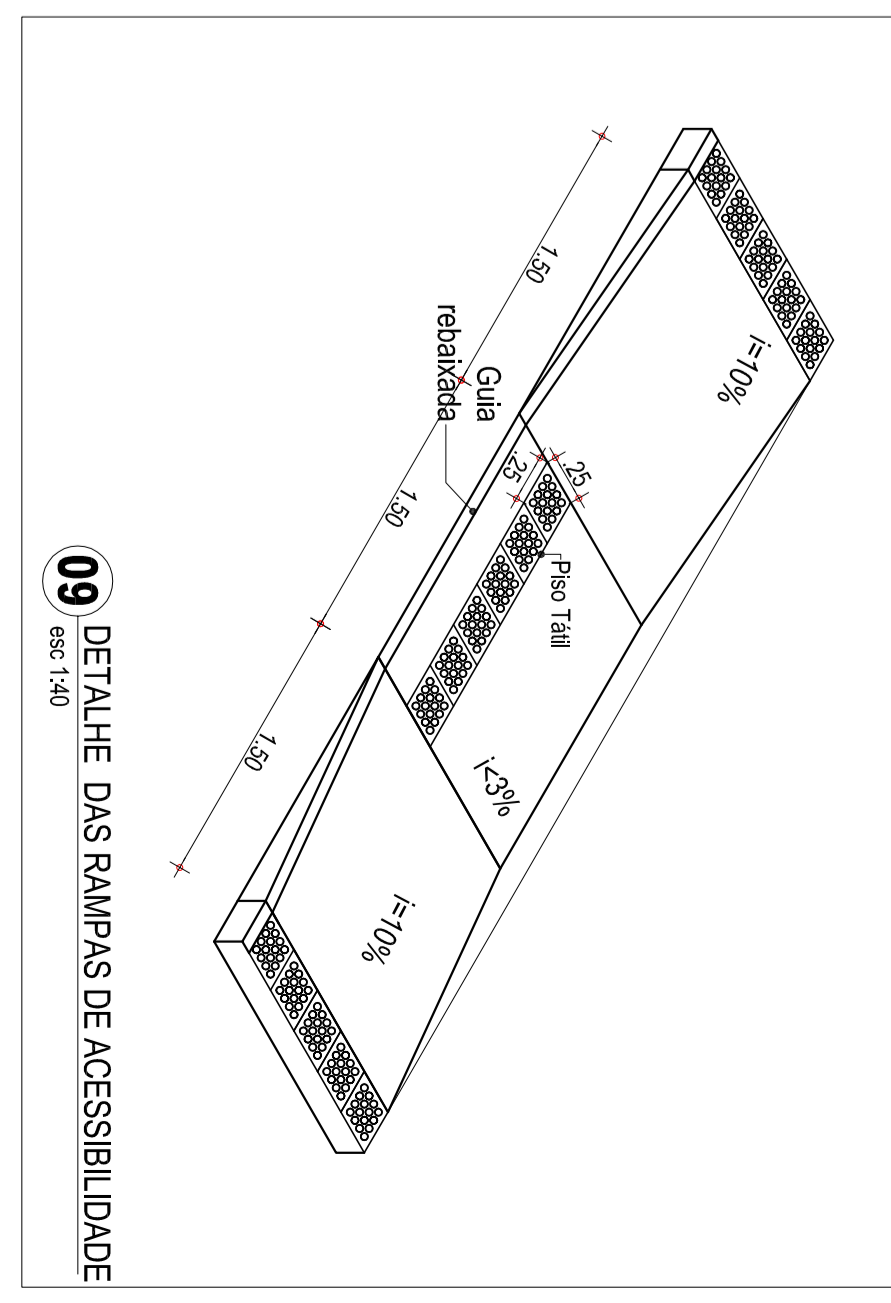 i=10%
1.50
Guia
rebaixada
.25
.25
Piso Tátil
1.50
i<3%
1.50
i=10%
09
DETALHE DAS RAMPAS DE ACESSIBILIDADE
esc 1:40